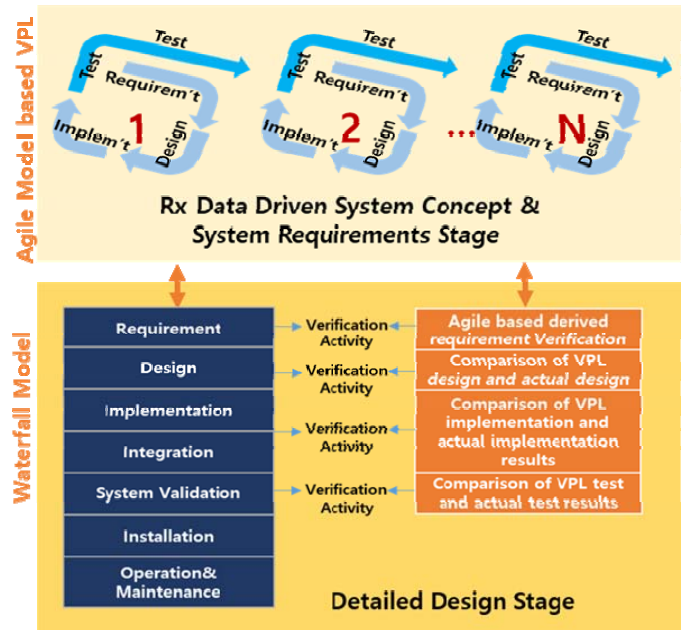 Agile Model based VPL
Test
Test
Requirem't
Implem't
Design
1
Test
Test
Requirem't
Implem't
Design
2
...
Test
Test
Requirem't
Implem't
Design
N
Rx Data Driven System Concept &
System Requirements Stage
Waterfall Model
Requirement
Design
Implementation
Integration
System Validation
Installation
Operation&
Maintenance
Verification
Activity
Verification
Activity
Verification
Activity
Verification
Activity
Agile based derived
requirement Verification
Comparison of VPL
design and actual design
Comparison of VPL
implementation and
actual implementation
results
Comparison of VPL test
and actual test results
Detailed Design Stage